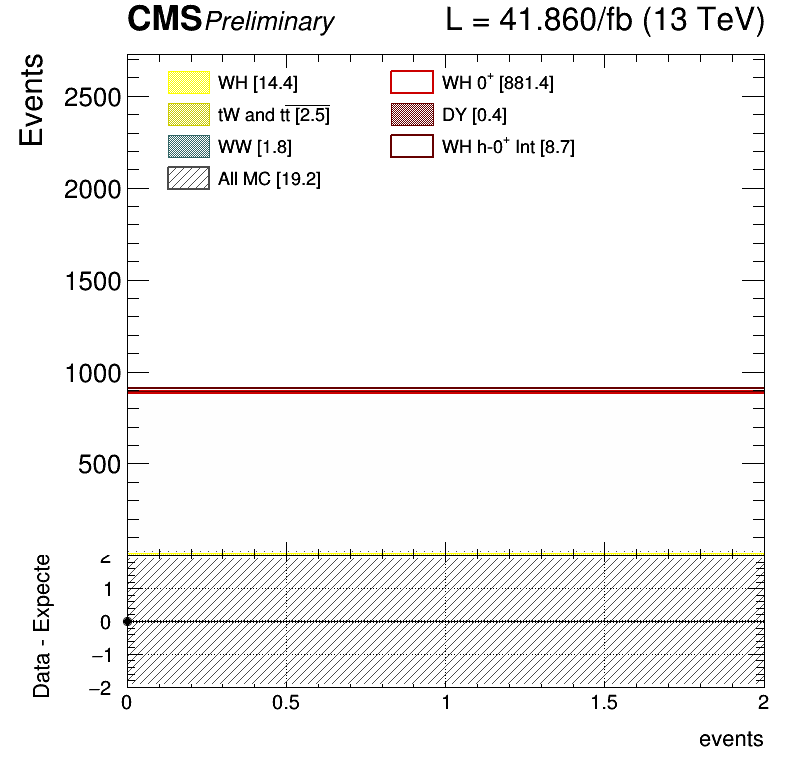 CMS Preliminary L = 41.860/fb (13 TeV)
Events
WH [14.4] WH 0⁺ [881.4]
tW and tt̅ [2.5] DY [0.4]
WW [1.8] WH h-0⁺ Int [8.7]
All MC [19.2]
2500
2000
1500
1000
500
Data - Expecte
2
1
0
−1
−2
0 0.5 1 1.5 2
events